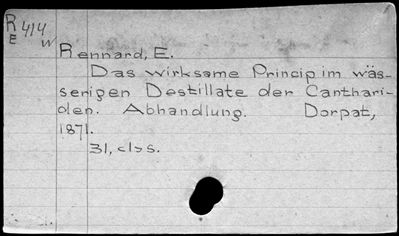 R 414
E W
Rennard, E.
Das wirksame Princip im wäs-
serigen Destillate der Canthari-
den. Abhandlung. Dorpat,
1871.
31, <1> s.